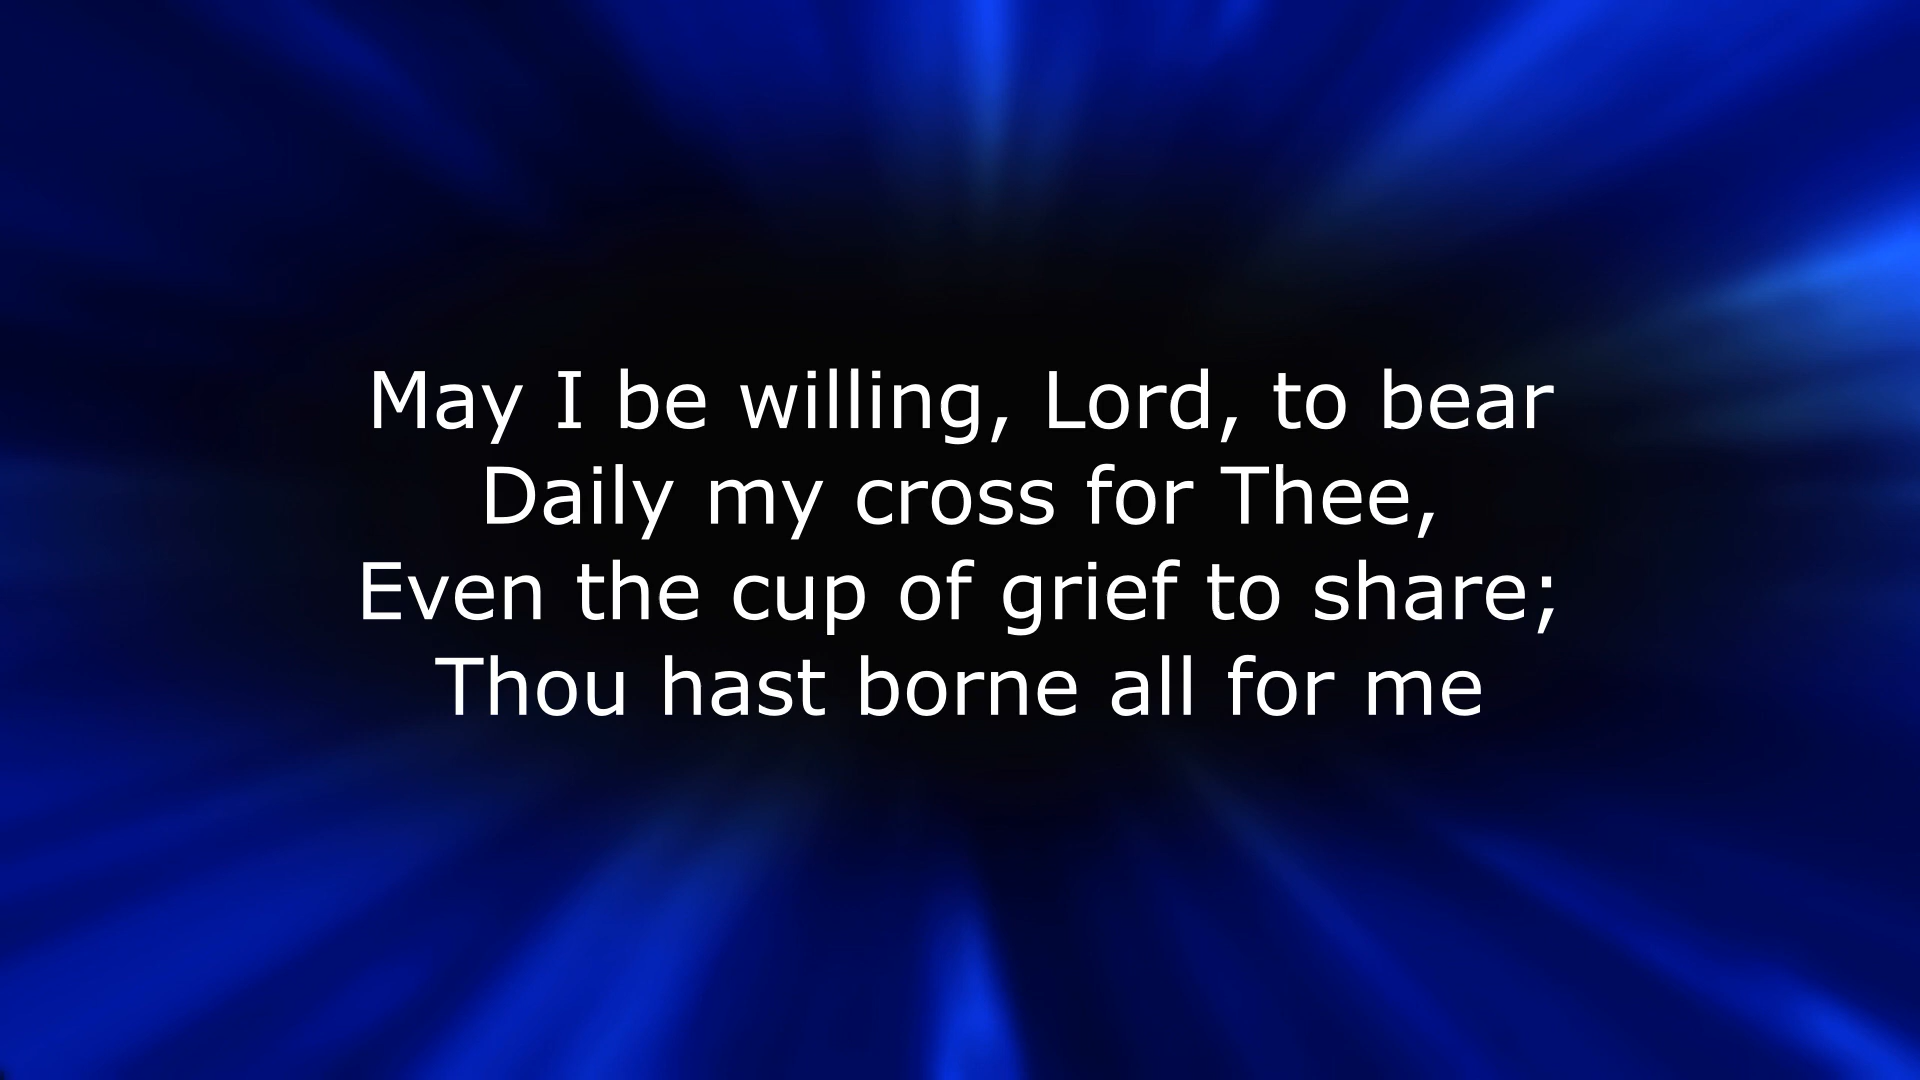 May I be willing, Lord, to bear
Daily my cross for Thee,
Even the cup of grief to share;
Thou hast borne all for me